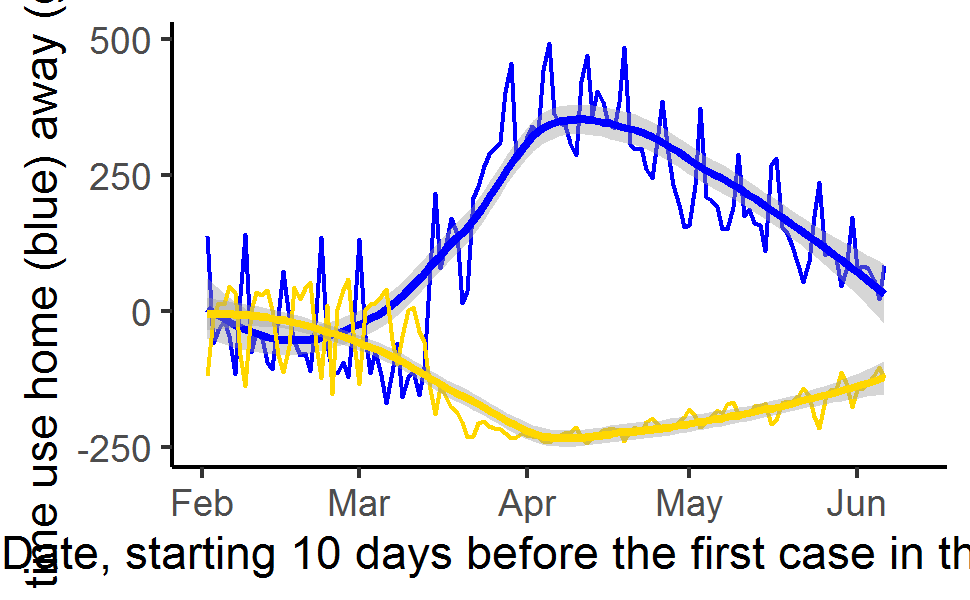 time use home (blue) away
500
250
0
-250
Feb Mar Apr May Jun
Date, starting 10 days before the first case in